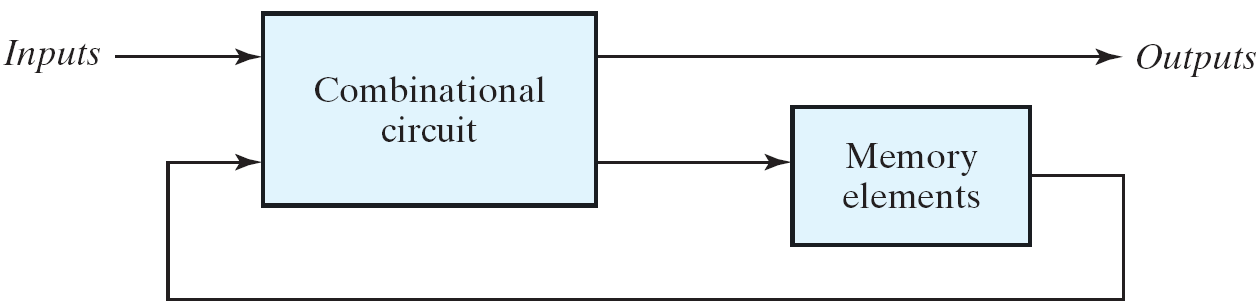 Inputs
Combinational
circuit
Outputs
Memory
elements